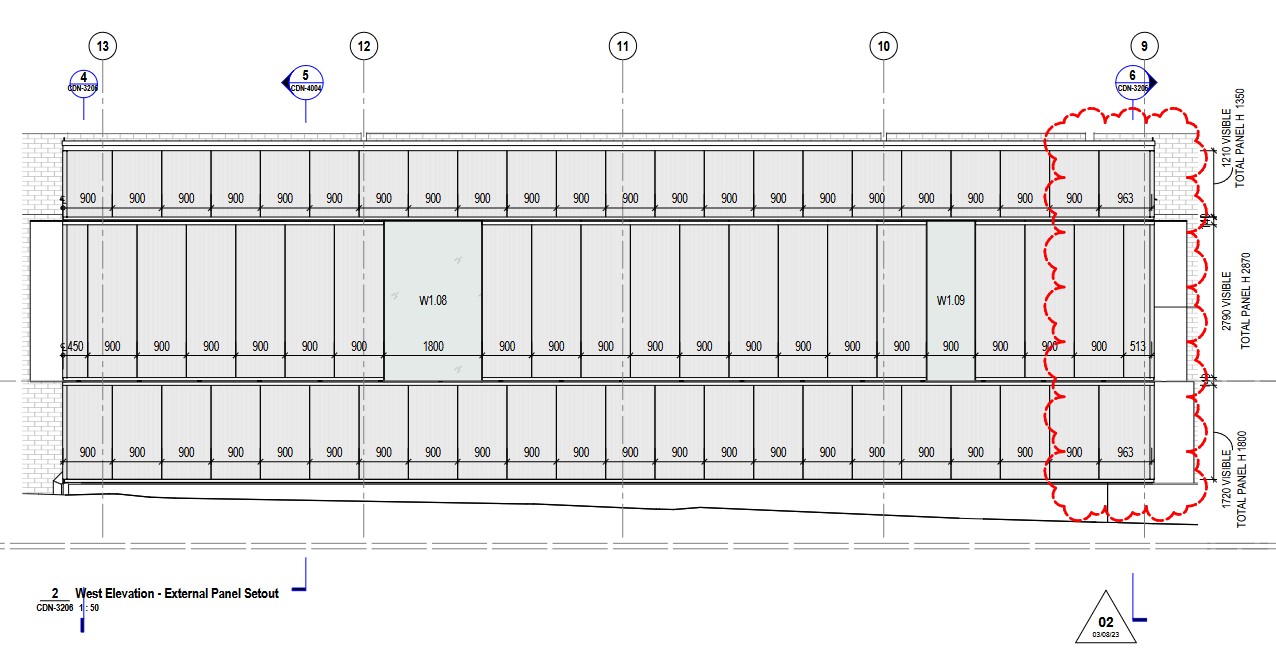 13 12 11 10 9
4 CDN-3206
5 CDN-4004
6 CDN-3206
1210 VISIBLE
TOTAL PANEL H 1350
900 900 900 900 900 900 900 900 900 900 900 900 900 900 900 900 900 900 900 900 900 963
W1.08 W1.09
2790 VISIBLE
TOTAL PANEL H 2870
450 900 900 900 900 900 900 1800 900 900 900 900 900 900 900 900 900 900 900 900 900 513
900 900 900 900 900 900 900 900 900 900 900 900 900 900 900 900 900 900 900 900 900 963
1720 VISIBLE
TOTAL PANEL H 1800
2 West Elevation - External Panel Setout
CDN-3206 1 : 50
02
03/08/23